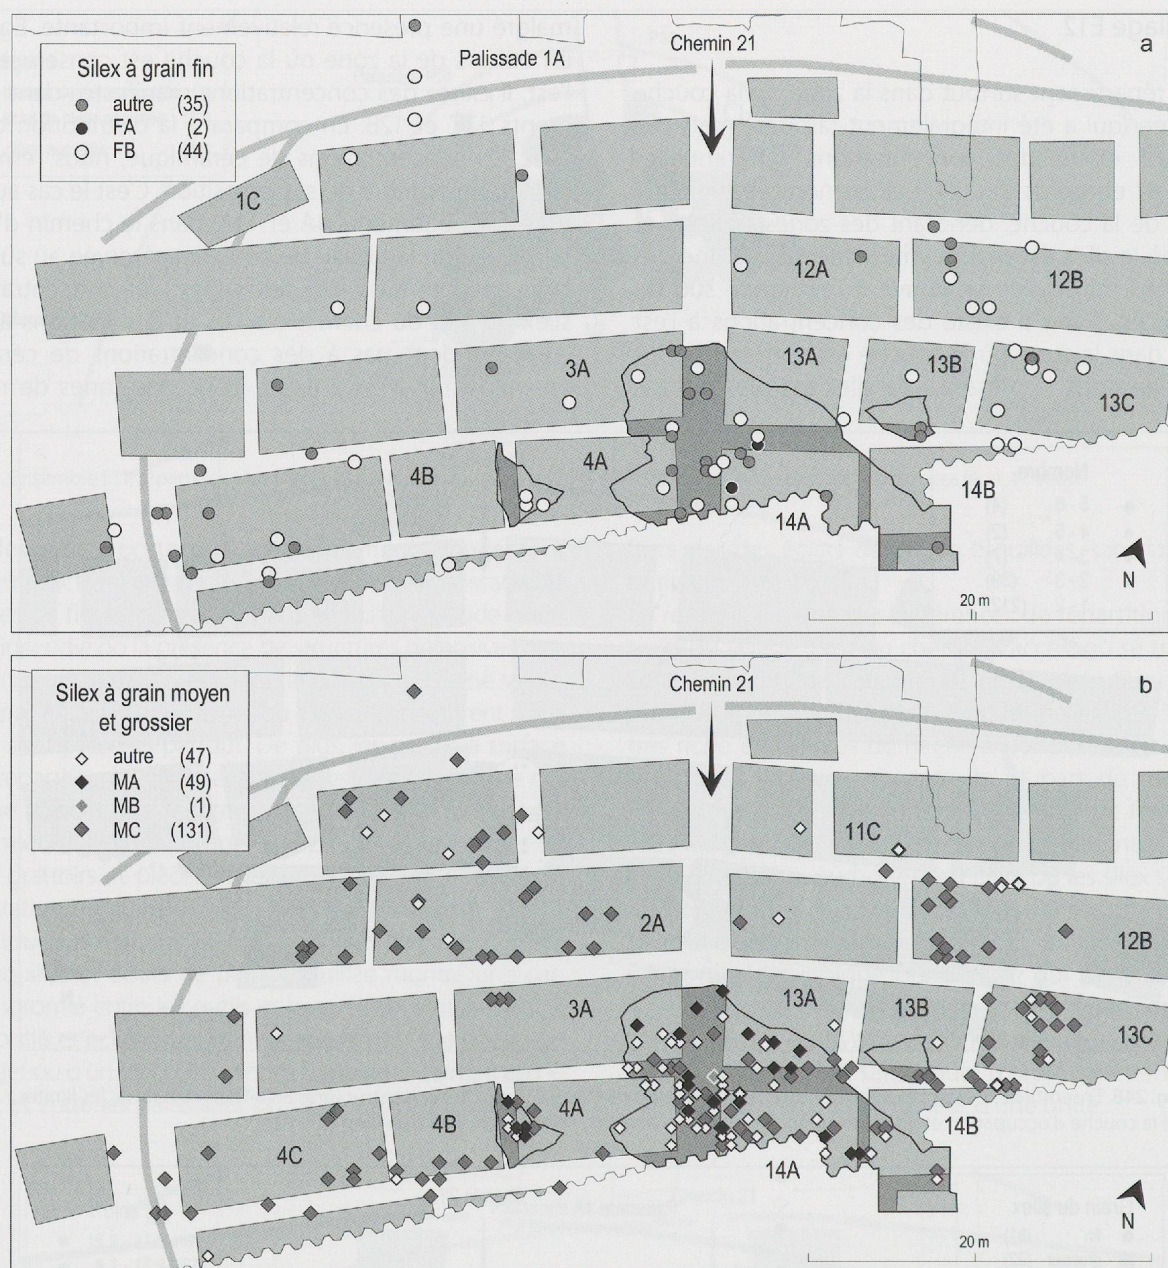 a
Silex à grain fin
autre (35)
FA (2)
FB (44)
Palissade 1A
Chemin 21
1C
12A
12B
3A
13A
13B
13C
4B
4A
14A
14B
N
20 m
b
Silex à grain moyen
et grossier
autre (47)
MA (49)
MB (1)
MC (131)
Chemin 21
11C
2A
12B
3A
13A
13B
13C
4C
4B
4A
14A
14B
N
20 m